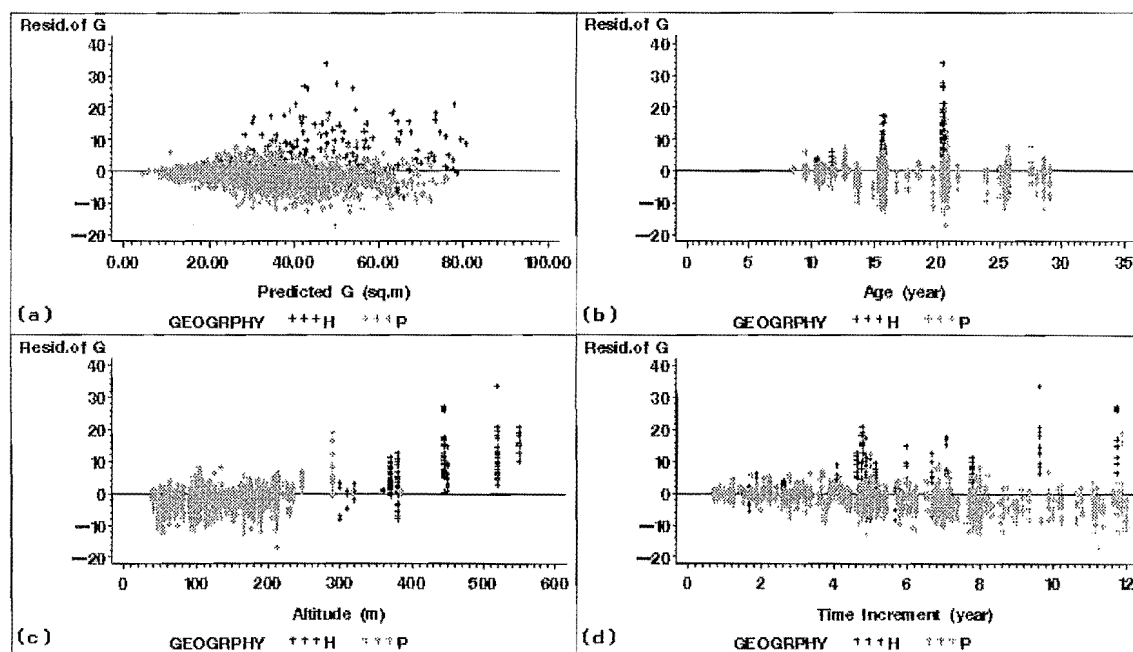 Resid.of G
40
30
20
10
0
−10
−20
0.00 20.00 40.00 60.00 80.00 100.00
Predicted G (sq.m)
(a) GEOGRPHY +++H P
Resid.of G
40
30
20
10
0
−10
−20
0 5 10 15 20 25 30 35
Age (year)
(b) GEOGRPHY +++H P
Resid.of G
40
30
20
10
0
−10
−20
0 100 200 300 400 500 600
Altitude (m)
(c) GEOGRPHY +++H P
Resid.of G
40
30
20
10
0
−10
−20
0 2 4 6 8 10 12
Time Increment (year)
(d) GEOGRPHY +++H P